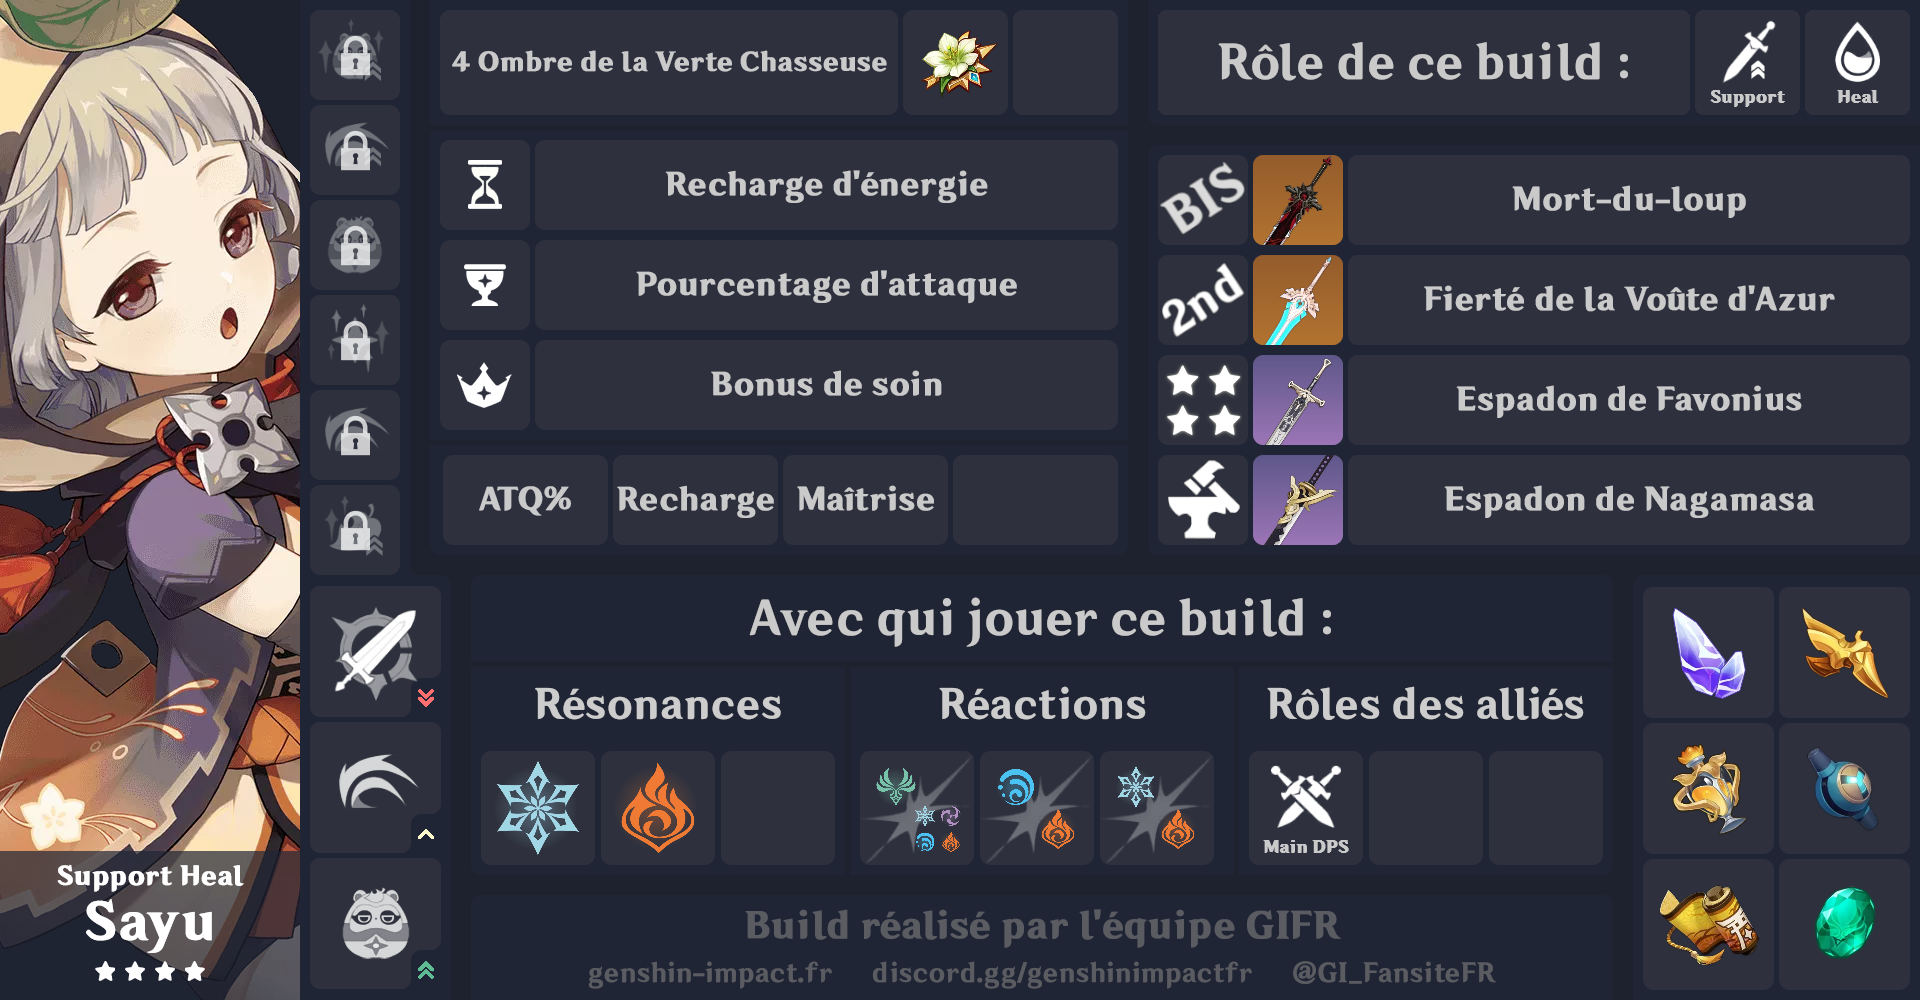 4 Ombre de la Verte Chasseuse
Recharge d'énergie
Pourcentage d'attaque
Bonus de soin
ATQ%
Recharge
Maîtrise
Rôle de ce build :
Support
Heal
BIS
Mort-du-loup
2nd
Fierté de la Voûte d'Azur
Espadon de Favonius
Espadon de Nagamasa
Avec qui jouer ce build :
Résonances
Réactions
Rôles des alliés
Main DPS
Support Heal
Sayu
Build réalisé par l'équipe GIFR
genshin-impact.fr
discord.gg/genshinimpactfr
@GI_FansiteFR